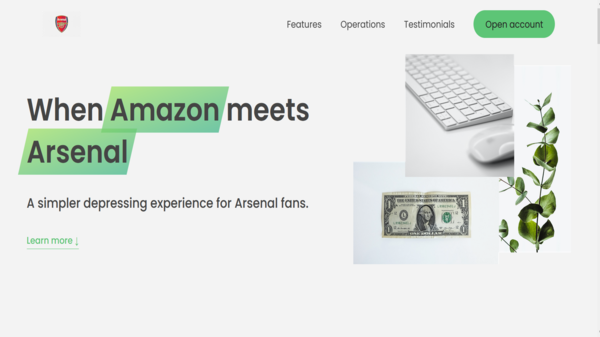 Features
Operations
Testimonials
Open account
When Amazon meets
Arsenal
A simpler depressing experience for Arsenal fans.
Learn more ↓